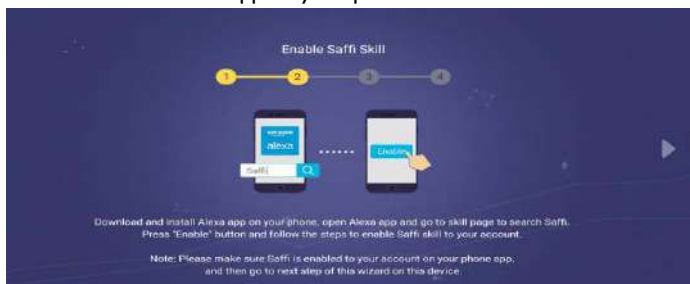 Enable Saffi Skill
1 2 3 4
amazon
alexa
Saffi
Enable
Download and install Alexa app on your phone, open Alexa app and go to skill page to search Saffi.
Press "Enable" button and follow the steps to enable Saffi skill to your account.
Note: Please make sure Saffi is enabled to your account on your phone app,
and then go to next step of this wizard on this device.